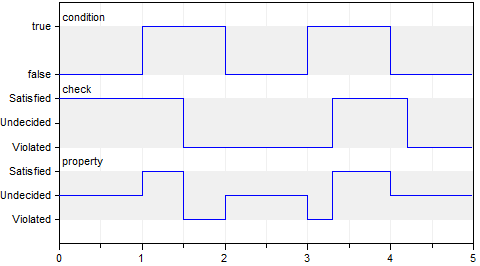 condition
true
false
check
Satisfied
Undecided
Violated
property
Satisfied
Undecided
Violated
0 1 2 3 4 5